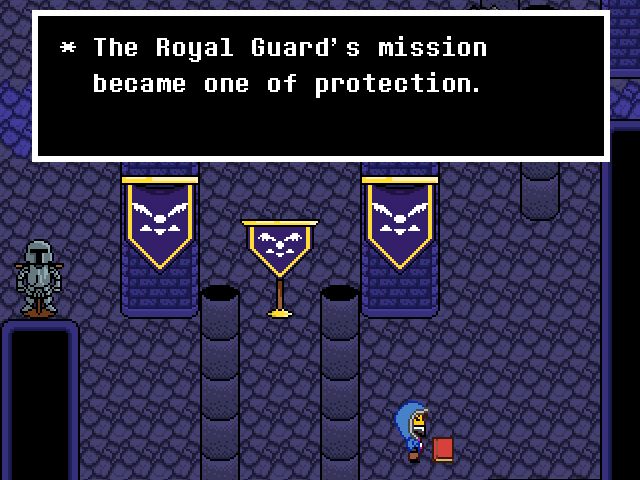 * The Royal Guard's mission
became one of protection.